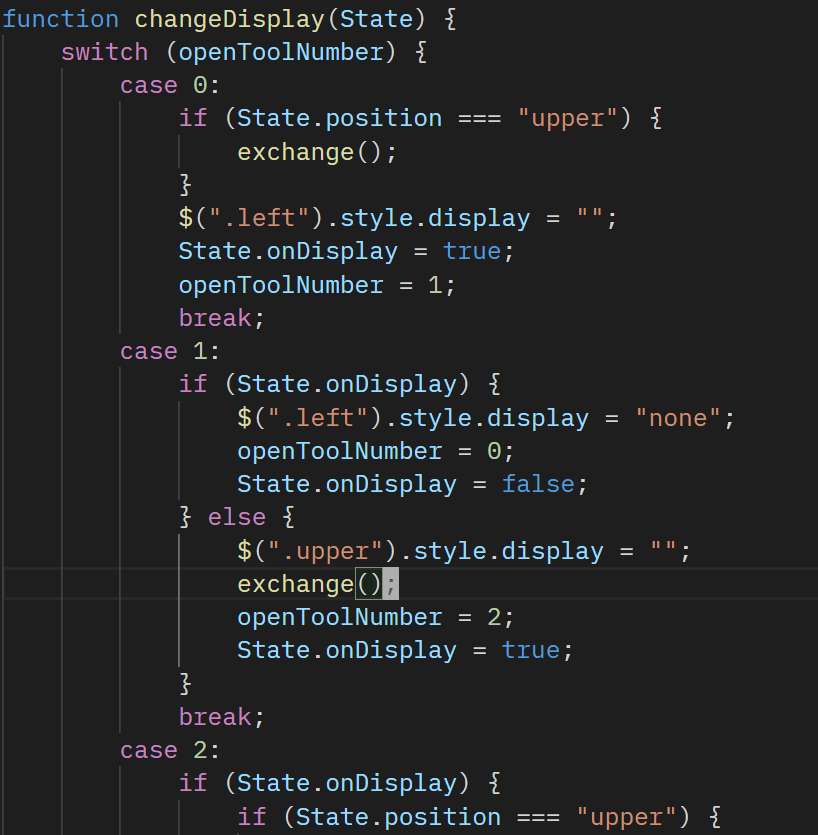 function changeDisplay(State) {
    switch (openToolNumber) {
        case 0:
            if (State.position === "upper") {
                exchange();
            }
            $(".left").style.display = "";
            State.onDisplay = true;
            openToolNumber = 1;
            break;
        case 1:
            if (State.onDisplay) {
                $(".left").style.display = "none";
                openToolNumber = 0;
                State.onDisplay = false;
            } else {
                $(".upper").style.display = "";
                exchange();
                openToolNumber = 2;
                State.onDisplay = true;
            }
            break;
        case 2:
            if (State.onDisplay) {
                if (State.position === "upper") {